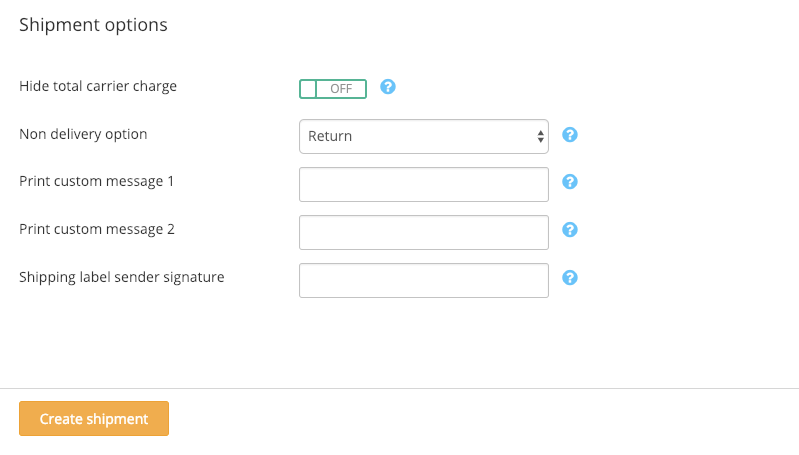 Shipment options
Hide total carrier charge OFF ?
Non delivery option Return ?
Print custom message 1 ?
Print custom message 2 ?
Shipping label sender signature ?
Create shipment